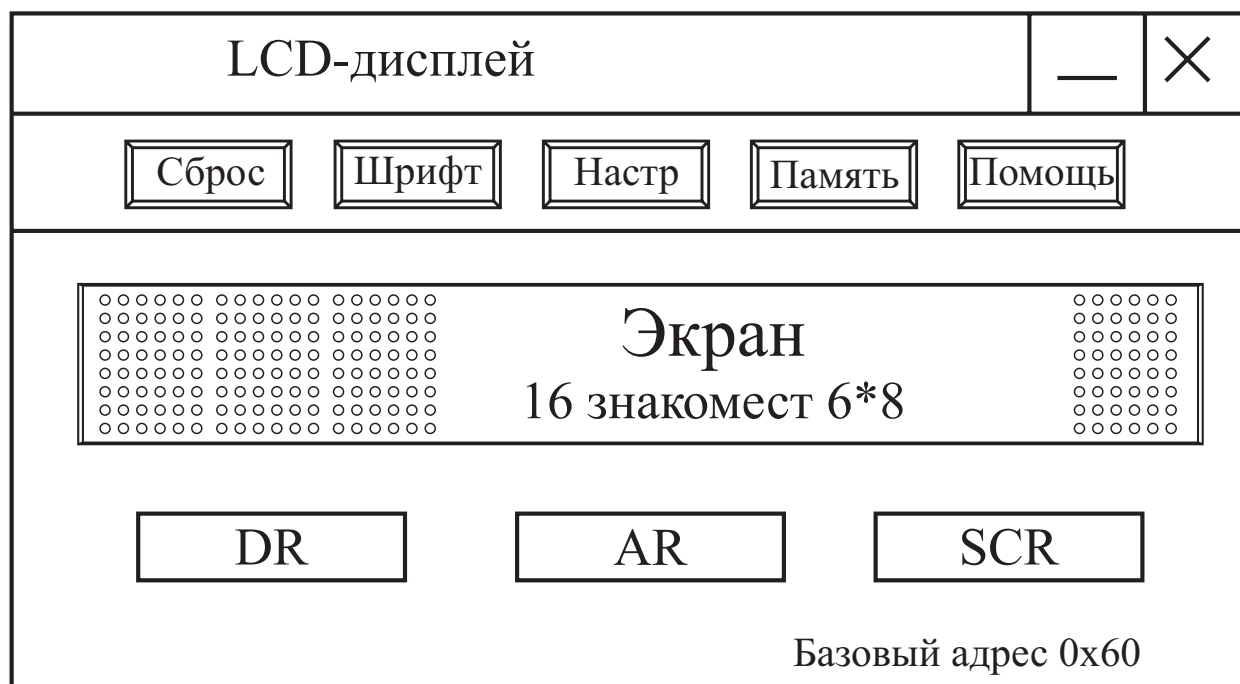 LCD-дисплей
Сброс Шрифт Настр Память Помощь
Экран
16 знакомест 6*8
DR AR SCR
Базовый адрес 0x60